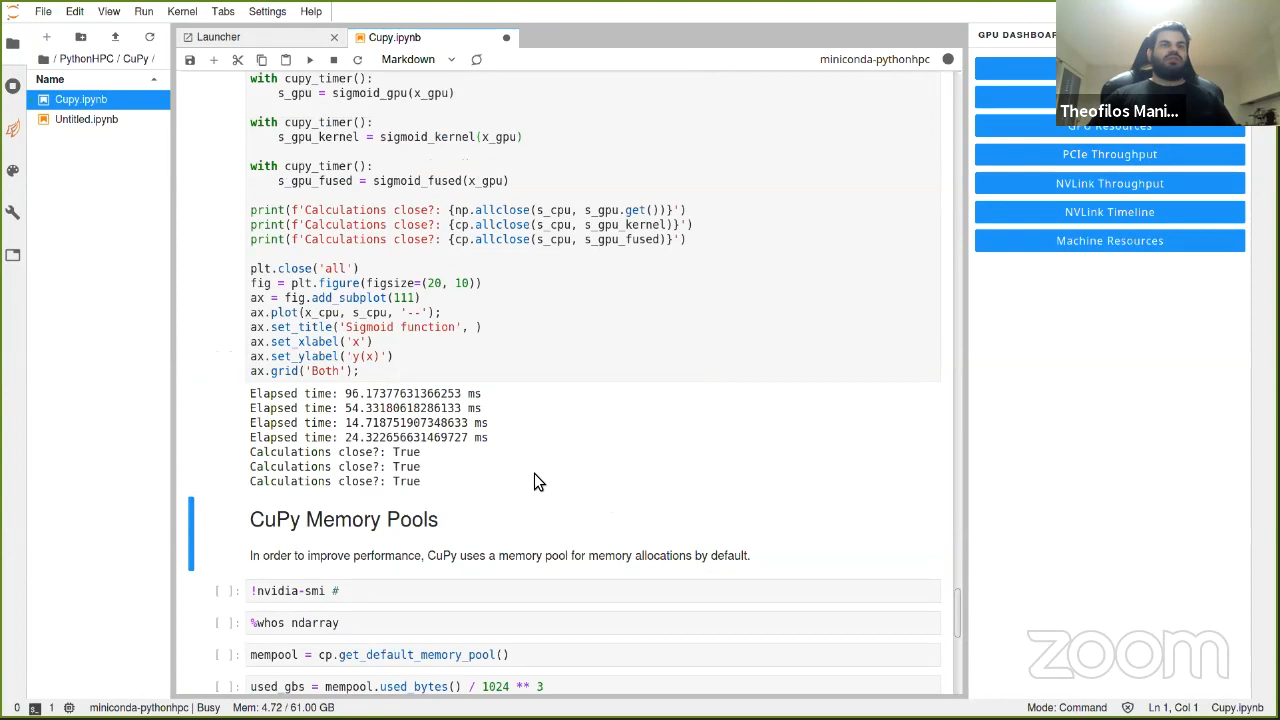 File Edit View Run Kernel Tabs Settings Help
Launcher
Cupy.ipynb
GPU DASHBOAR
/ PythonHPC / CuPy /
Markdown
miniconda-pythonhpc
Name
Cupy.ipynb
Untitled.ipynb
Theofilos Mani...
GPU Resources
PCIe Throughput
NVLink Throughput
NVLink Timeline
Machine Resources
with cupy_timer():
s_gpu = sigmoid_gpu(x_gpu)
with cupy_timer():
s_gpu_kernel = sigmoid_kernel(x_gpu)
with cupy_timer():
s_gpu_fused = sigmoid_fused(x_gpu)
print(f'Calculations close?: {np.allclose(s_cpu, s_gpu.get())}')
print(f'Calculations close?: {cp.allclose(s_cpu, s_gpu_kernel)}')
print(f'Calculations close?: {cp.allclose(s_cpu, s_gpu_fused)}')
plt.close('all')
fig = plt.figure(figsize=(20, 10))
ax = fig.add_subplot(111)
ax.plot(x_cpu, s_cpu, '--');
ax.set_title('Sigmoid function', )
ax.set_xlabel('x')
ax.set_ylabel('y(x)')
ax.grid('Both');
Elapsed time: 96.17377631366253 ms
Elapsed time: 54.33180618286133 ms
Elapsed time: 14.718751907348633 ms
Elapsed time: 24.322656631469727 ms
Calculations close?: True
Calculations close?: True
Calculations close?: True
CuPy Memory Pools
In order to improve performance, CuPy uses a memory pool for memory allocations by default.
[ ]: !nvidia-smi #
[ ]: %whos ndarray
[ ]: mempool = cp.get_default_memory_pool()
[ ]: used_gbs = mempool.used_bytes() / 1024 ** 3
zoom
0 1 miniconda-pythonhpc | Busy Mem: 4.72 / 61.00 GB
Mode: Command Ln 1, Col 1 Cupy.ipynb